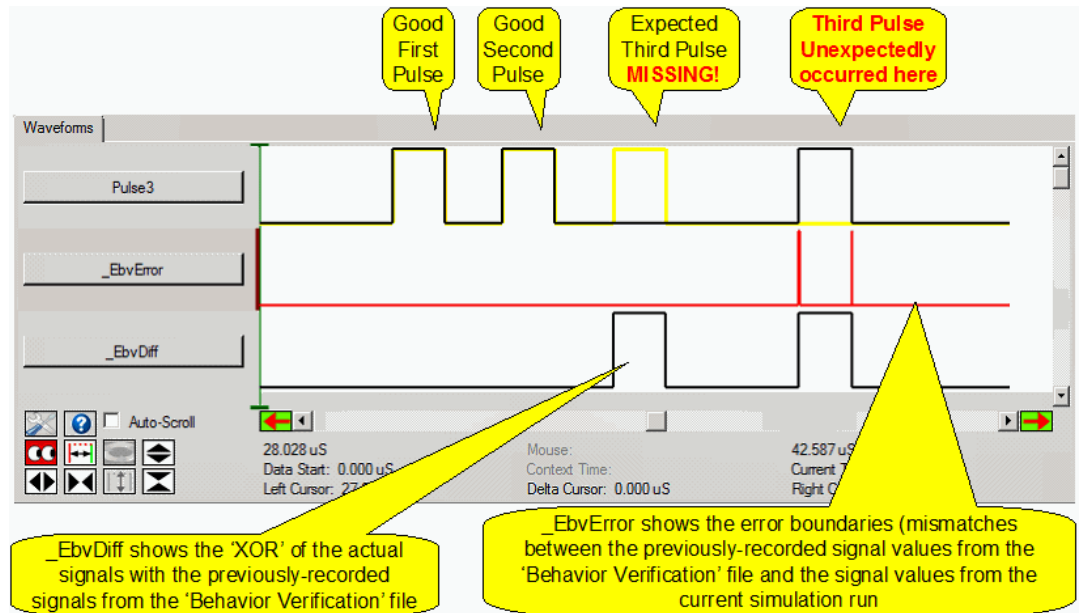 Good
First
Pulse
Good
Second
Pulse
Expected
Third Pulse
MISSING!
Third Pulse
Unexpectedly
occurred here
Waveforms
Pulse3
_EbvError
_EbvDiff
Auto-Scroll
28.028 uS
Mouse:
42.587 uS
Data Start: 0.000 uS
Context Time:
Current
Left Cursor:
Delta Cursor: 0.000 uS
Right
_EbvDiff shows the ‘XOR’ of the actual
signals with the previously-recorded
signals from the ‘Behavior Verification’ file
_EbvError shows the error boundaries (mismatches
between the previously-recorded signal values from the
‘Behavior Verification’ file and the signal values from the
current simulation run